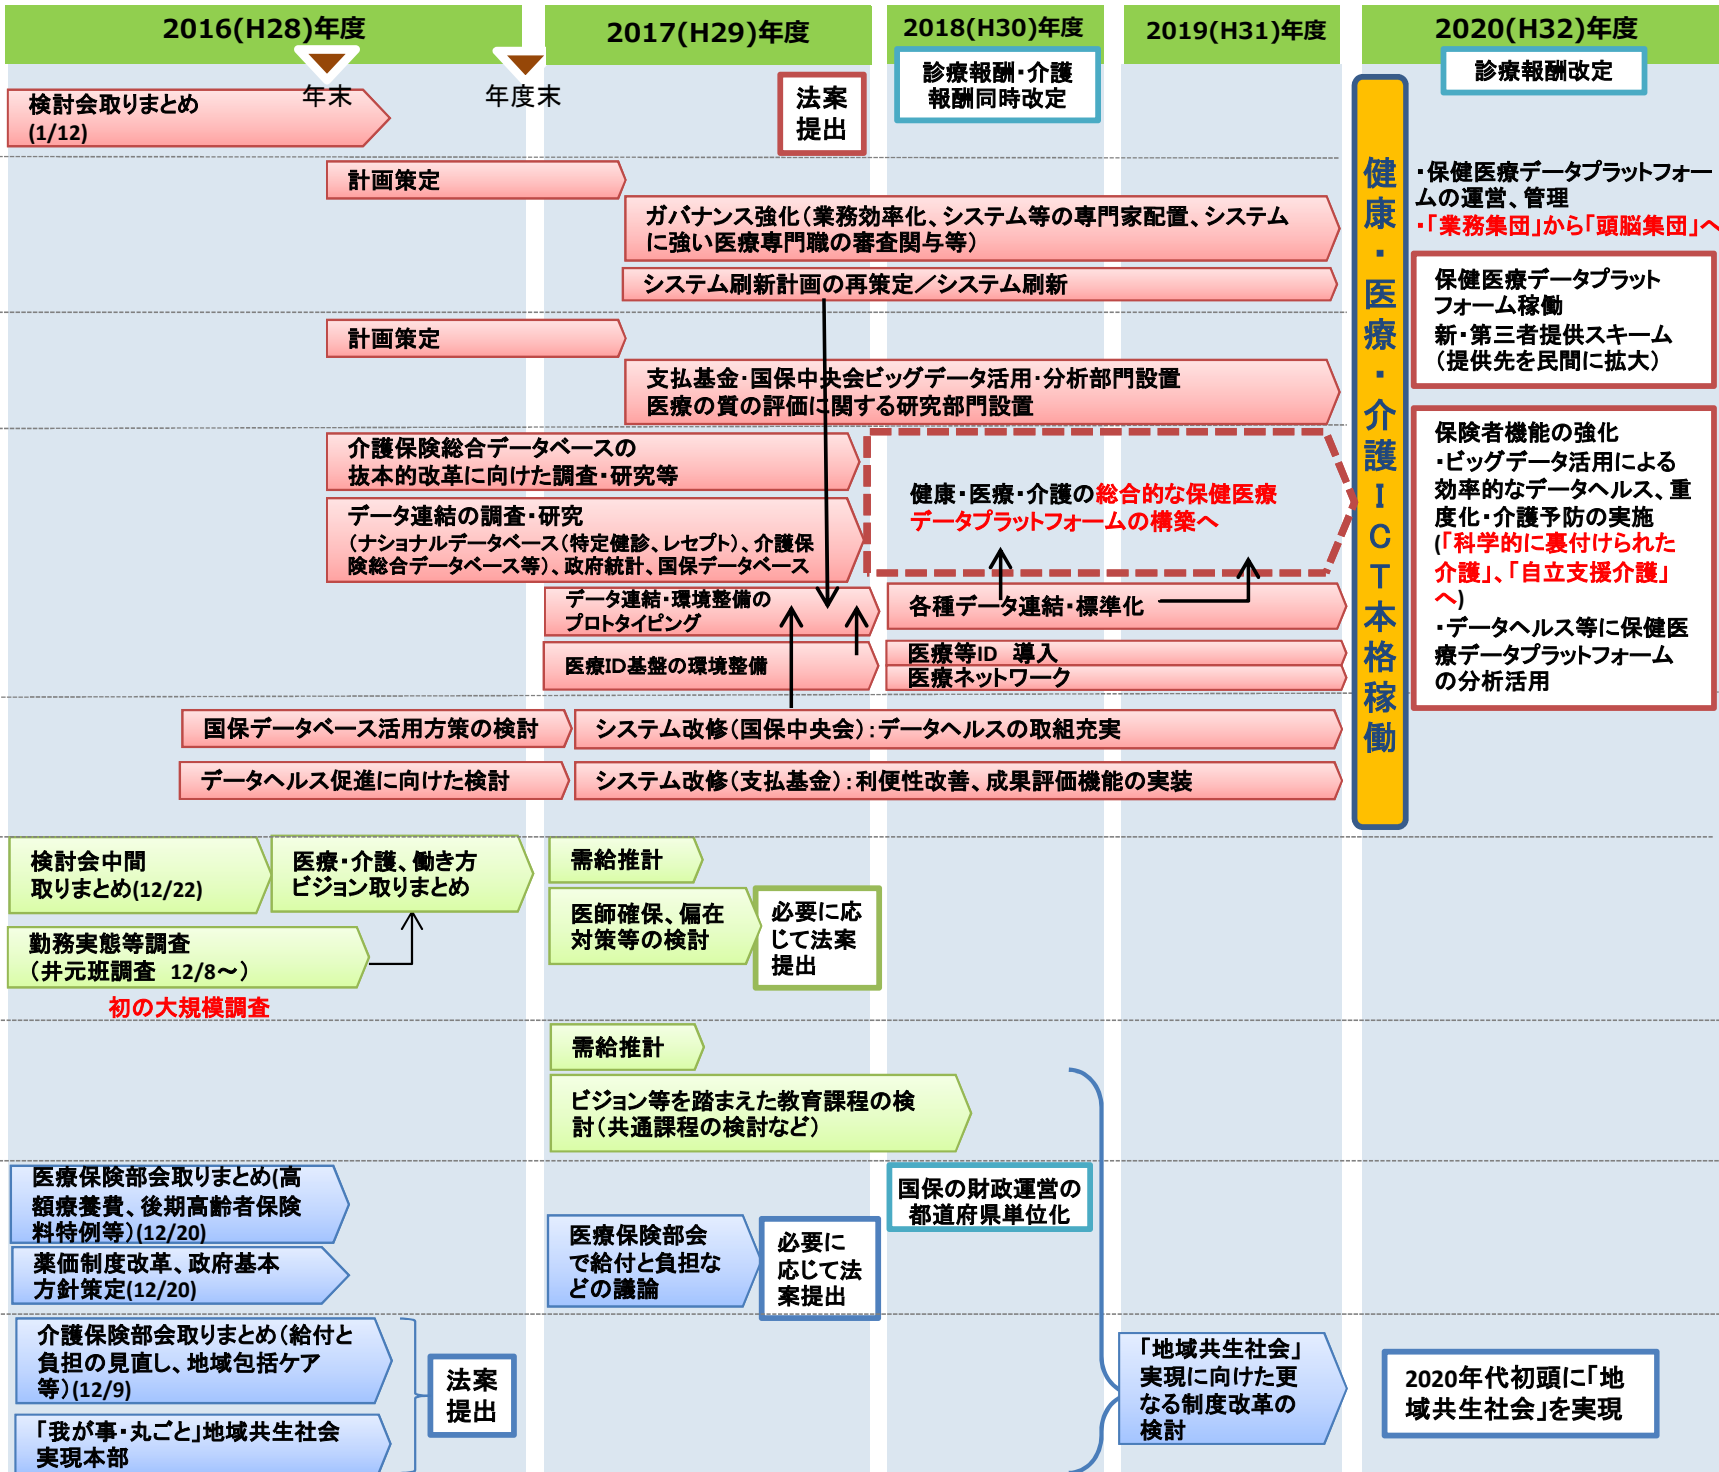 2016(H28)年度
2017(H29)年度
2018(H30)年度
2019(H31)年度
2020(H32)年度
年末
年度末
検討会取りまとめ
(1/12)
法案
提出
診療報酬・介護
報酬同時改定
診療報酬改定
計画策定
ガバナンス強化（業務効率化、システム等の専門家配置、システム
に強い医療専門職の審査関与等）
システム刷新計画の再策定／システム刷新
計画策定
支払基金・国保中央会ビッグデータ活用・分析部門設置
医療の質の評価に関する研究部門設置
介護保険総合データベースの
抜本的改革に向けた調査・研究等
データ連結の調査・研究
（ナショナルデータベース（特定健診、レセプト）、介護保
険総合データベース等）、政府統計、国保データベース
健康・医療・介護の総合的な保健医療
データプラットフォームの構築へ
データ連結・環境整備の
プロトタイピング
各種データ連結・標準化
医療ID基盤の環境整備
医療等ID　導入
医療ネットワーク
国保データベース活用方策の検討
システム改修（国保中央会）：データヘルスの取組充実
データヘルス促進に向けた検討
システム改修（支払基金）：利便性改善、成果評価機能の実装
健康・医療・介護ＩＣＴ本格稼働
・保健医療データプラットフォー
ムの運営、管理
・「業務集団」から「頭脳集団」へ
保健医療データプラット
フォーム稼働
新・第三者提供スキーム
（提供先を民間に拡大）
保険者機能の強化
・ビッグデータ活用による
効率的なデータヘルス、重
度化・介護予防の実施
(「科学的に裏付けられた
介護」、「自立支援介護」
へ)
・データヘルス等に保健医
療データプラットフォーム
の分析活用
検討会中間
取りまとめ(12/22)
医療・介護、働き方
ビジョン取りまとめ
勤務実態等調査
（井元班調査 12/8～）
初の大規模調査
需給推計
医師確保、偏在
対策等の検討
必要に応
じて法案
提出
需給推計
ビジョン等を踏まえた教育課程の検
討（共通課程の検討など）
医療保険部会取りまとめ(高
額療養費、後期高齢者保険
料特例等）(12/20)
薬価制度改革、政府基本
方針策定(12/20)
医療保険部会
で給付と負担な
どの議論
必要に
応じて法
案提出
国保の財政運営の
都道府県単位化
介護保険部会取りまとめ（給付と
負担の見直し、地域包括ケア
等）(12/9)
「我が事・丸ごと」地域共生社会
実現本部
法案
提出
「地域共生社会」
実現に向けた更
なる制度改革の
検討
2020年代初頭に「地
域共生社会」を実現